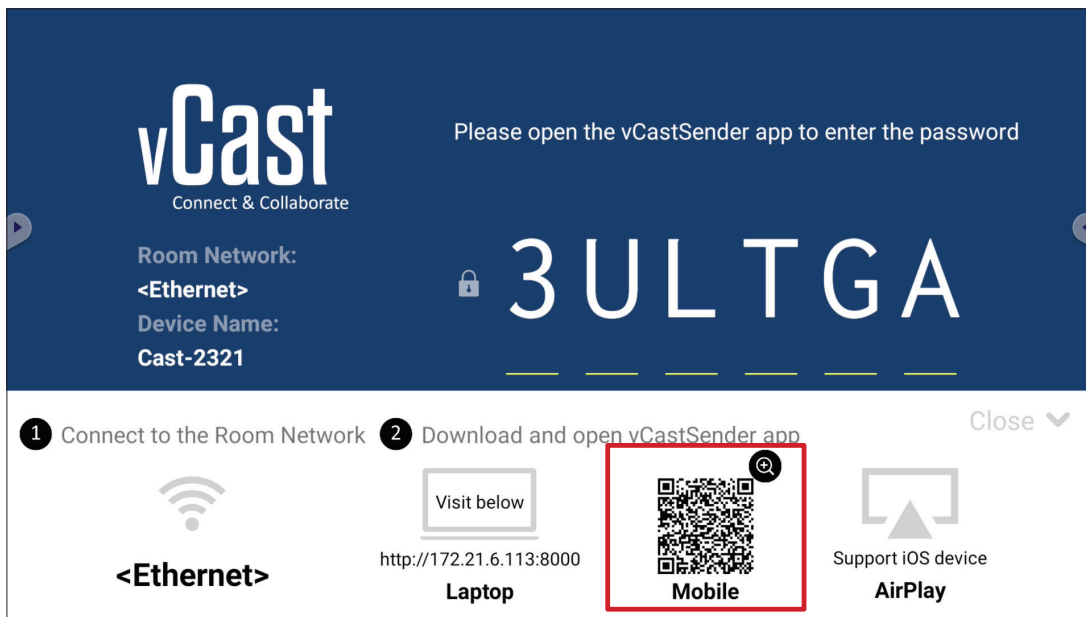 vCast
Connect & Collaborate
Please open the vCastSender app to enter the password
Room Network:
<Ethernet>
Device Name:
Cast-2321
3ULTGA
1 Connect to the Room Network
2 Download and open vCastSender app
Close
<Ethernet>
Visit below
http://172.21.6.113:8000
Laptop
Mobile
Support iOS device
AirPlay